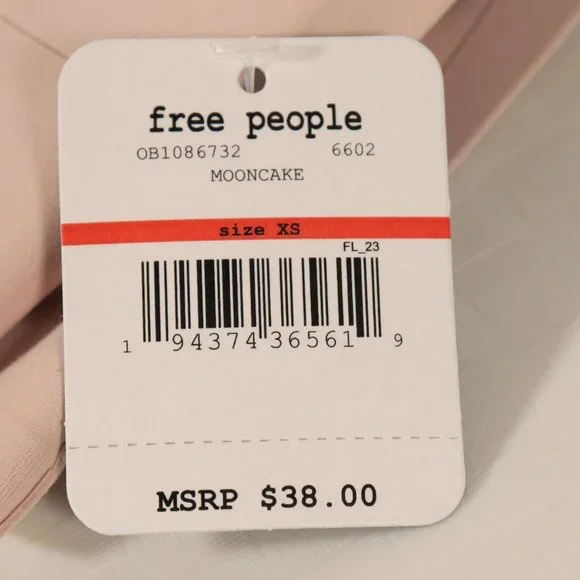 free people
OB1086732 6602
MOONCAKE
size XS
FL_23
1 94374 36561 9
MSRP $38.00